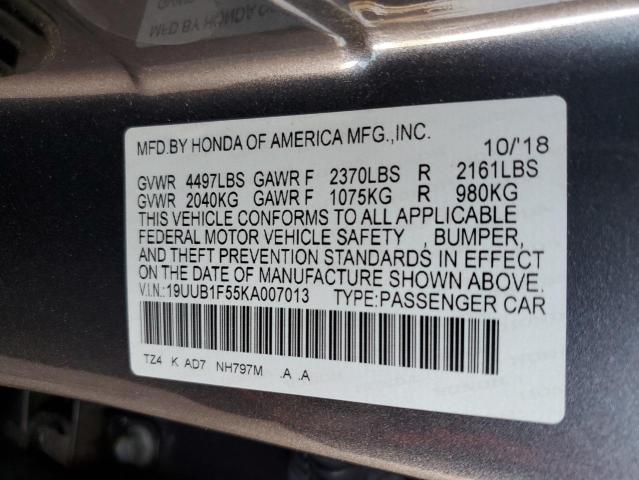 MFD.BY HONDA OF AMERICA MFG.,INC. 10/'18
GVWR 4497LBS GAWR F 2370LBS R 2161LBS
GVWR 2040KG GAWR F 1075KG R 980KG
THIS VEHICLE CONFORMS TO ALL APPLICABLE
FEDERAL MOTOR VEHICLE SAFETY , BUMPER,
AND THEFT PREVENTION STANDARDS IN EFFECT
ON THE DATE OF MANUFACTURE SHOWN ABOVE.
V.I.N.:19UUB1F55KA007013 TYPE:PASSENGER CAR
TZ4 K AD7 NH797M .A .A